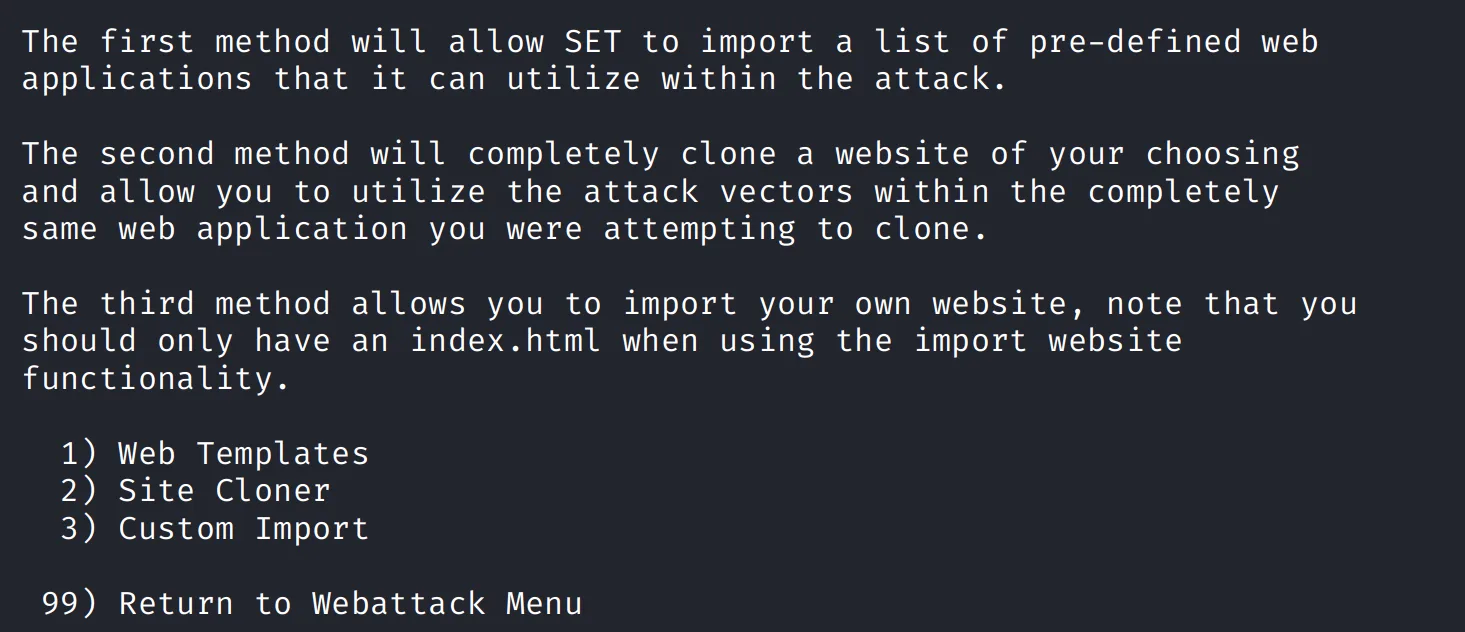 The first method will allow SET to import a list of pre-defined web
applications that it can utilize within the attack.
The second method will completely clone a website of your choosing
and allow you to utilize the attack vectors within the completely
same web application you were attempting to clone.
The third method allows you to import your own website, note that you
should only have an index.html when using the import website
functionality.
1) Web Templates
2) Site Cloner
3) Custom Import
99) Return to Webattack Menu